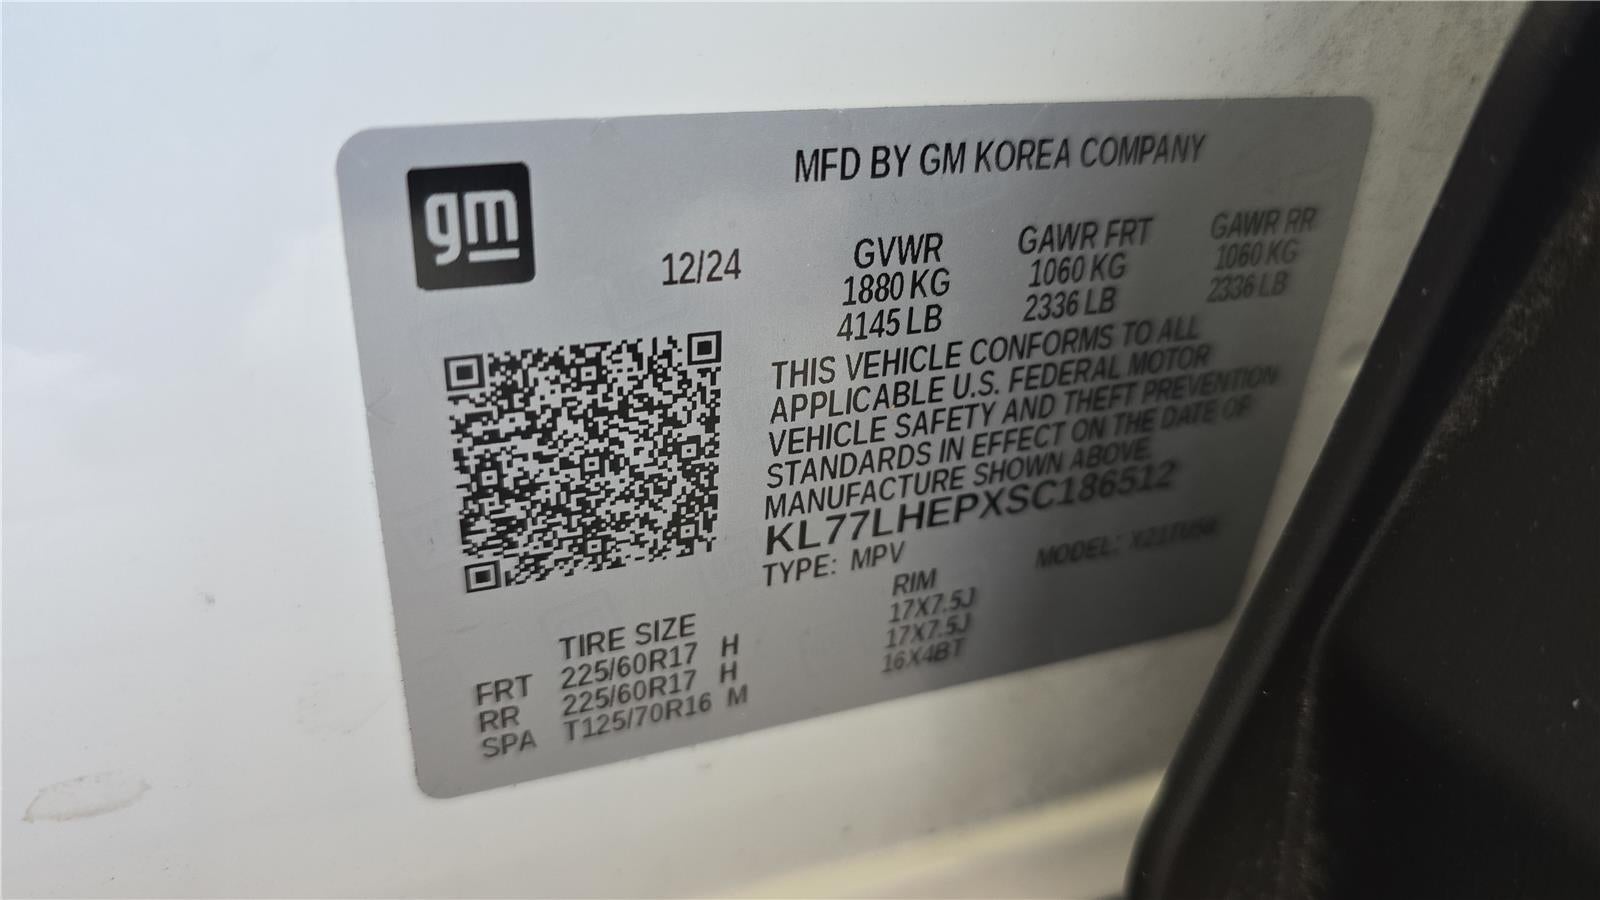 gm
MFD BY GM KOREA COMPANY
12/24
GVWR GAWR FRT GAWR RR
1880 KG 1060 KG 1060 KG
4145 LB 2336 LB 2336 LB
THIS VEHICLE CONFORMS TO ALL
APPLICABLE U.S. FEDERAL MOTOR
VEHICLE SAFETY AND THEFT PREVENTION
STANDARDS IN EFFECT ON THE DATE OF
MANUFACTURE SHOWN ABOVE.
KL77LHEPXSC186512
TYPE: MPV MODEL:
TIRE SIZE RIM
FRT 225/60R17 H 17X7.5J
RR 225/60R17 H 17X7.5J
SPA T125/70R16 M 16X4BT